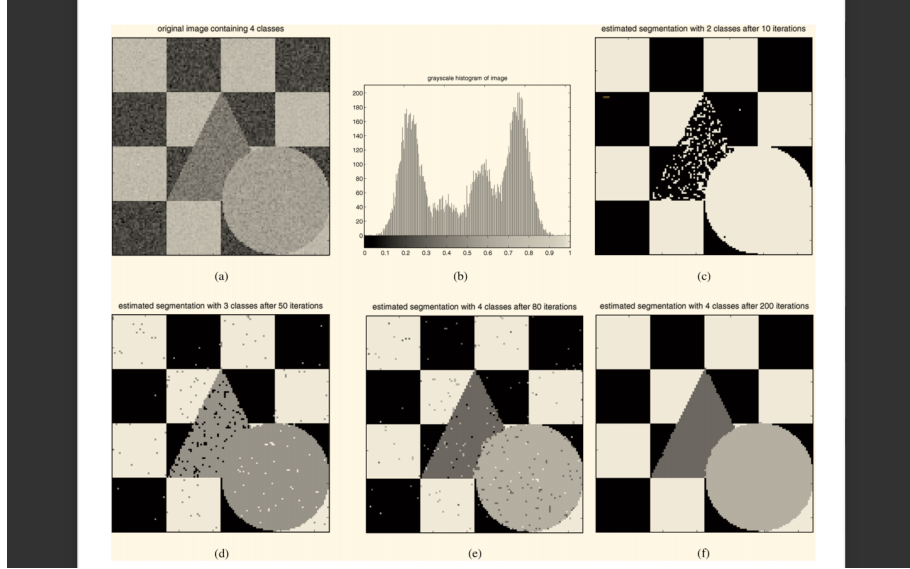 original image containing 4 classes
grayscale histogram of image
estimated segmentation with 2 classes after 10 iterations
200
180
160
140
120
100
80
60
40
20
0
0 0.1 0.2 0.3 0.4 0.5 0.6 0.7 0.8 0.9 1
(a) (b) (c)
estimated segmentation with 3 classes after 50 iterations
estimated segmentation with 4 classes after 80 iterations
estimated segmentation with 4 classes after 200 iterations
(d) (e) (f)